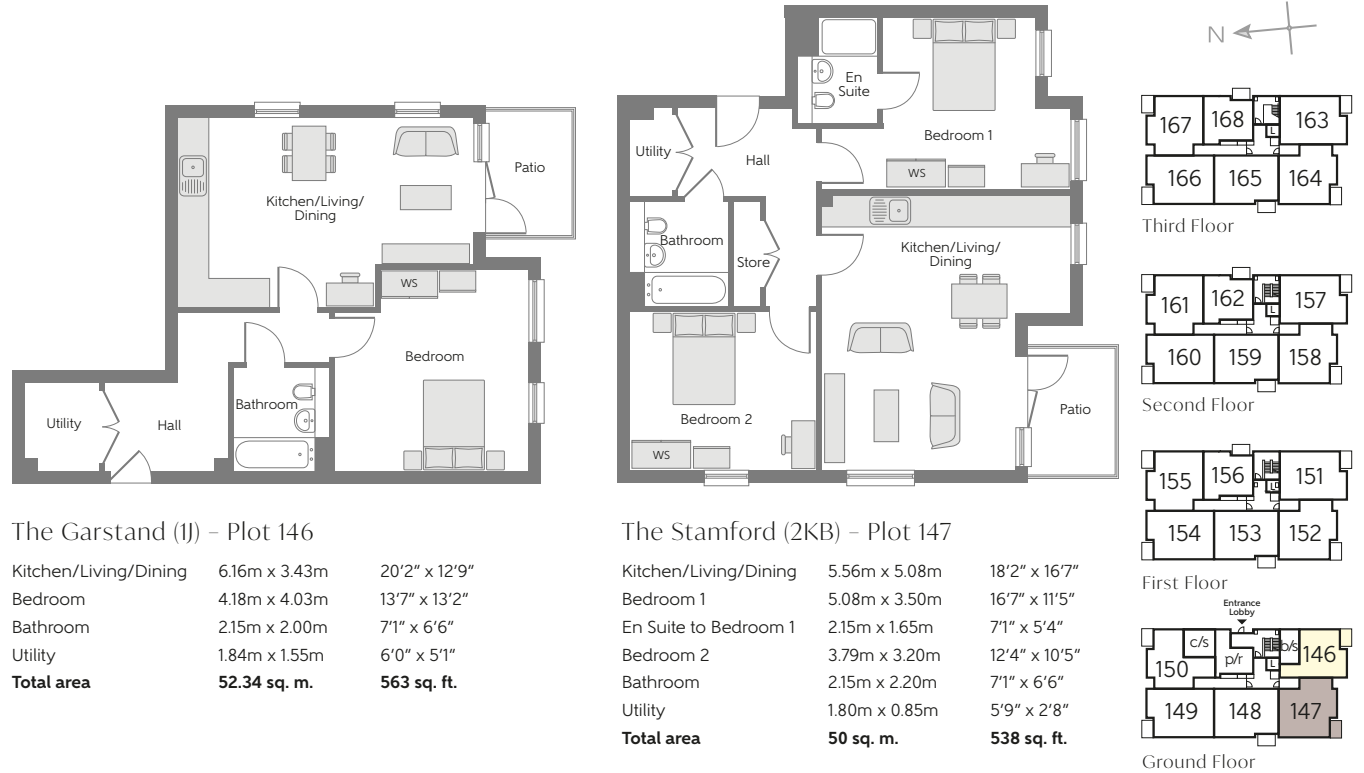 Patio
Kitchen/Living/
Dining
WS
Bedroom
Bathroom
Utility
Hall
En
Suite
Bedroom 1
Utility
Hall
WS
Bathroom
Store
Kitchen/Living/
Dining
Bedroom 2
WS
Patio
The Garstand (1J) – Plot 146
Kitchen/Living/Dining 6.16m x 3.43m 20'2" x 12'9"
Bedroom 4.18m x 4.03m 13'7" x 13'2"
Bathroom 2.15m x 2.00m 7'1" x 6'6"
Utility 1.84m x 1.55m 6'0" x 5'1"
Total area 52.34 sq. m. 563 sq. ft.
The Stamford (2KB) – Plot 147
Kitchen/Living/Dining 5.56m x 5.08m 18'2" x 16'7"
Bedroom 1 5.08m x 3.50m 16'7" x 11'5"
En Suite to Bedroom 1 2.15m x 1.65m 7'1" x 5'4"
Bedroom 2 3.79m x 3.20m 12'4" x 10'5"
Bathroom 2.15m x 2.20m 7'1" x 6'6"
Utility 1.80m x 0.85m 5'9" x 2'8"
Total area 50 sq. m. 538 sq. ft.
N
167 168 163
L
166 165 164
Third Floor
161 162 157
L
160 159 158
Second Floor
155 156 151
L
154 153 152
First Floor
Entrance
Lobby
c/s b/s
150 p/r 146
L
149 148 147
Ground Floor